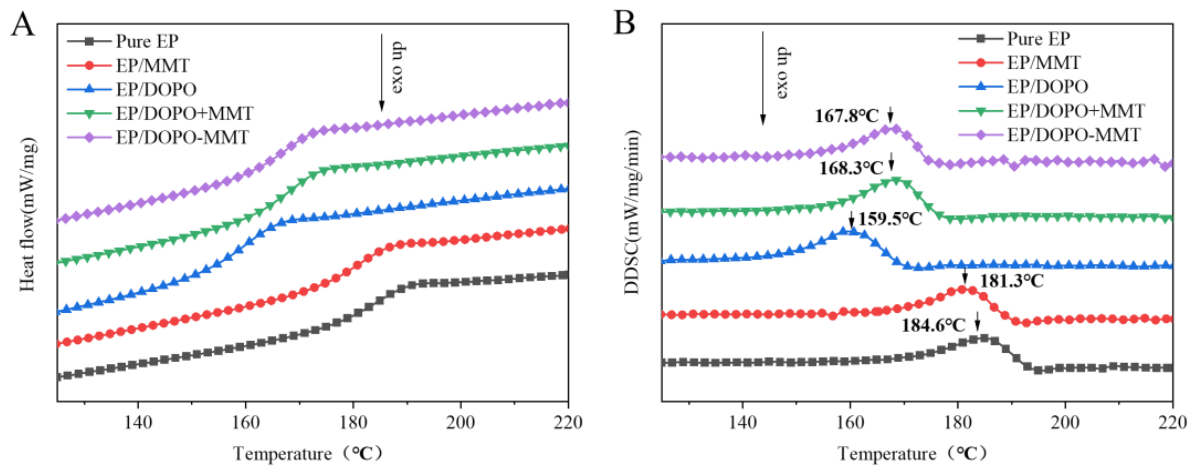 A
Pure EP
EP/MMT
EP/DOPO
EP/DOPO+MMT
EP/DOPO-MMT
exo up
Heat flow(mW/mg)
140 160 180 200 220
Temperature（℃）
B
Pure EP
EP/MMT
EP/DOPO
EP/DOPO+MMT
EP/DOPO-MMT
exo up
167.8℃
168.3℃
159.5℃
181.3℃
184.6℃
DDSC(mW/mg/min)
140 160 180 200 220
Temperature（℃）